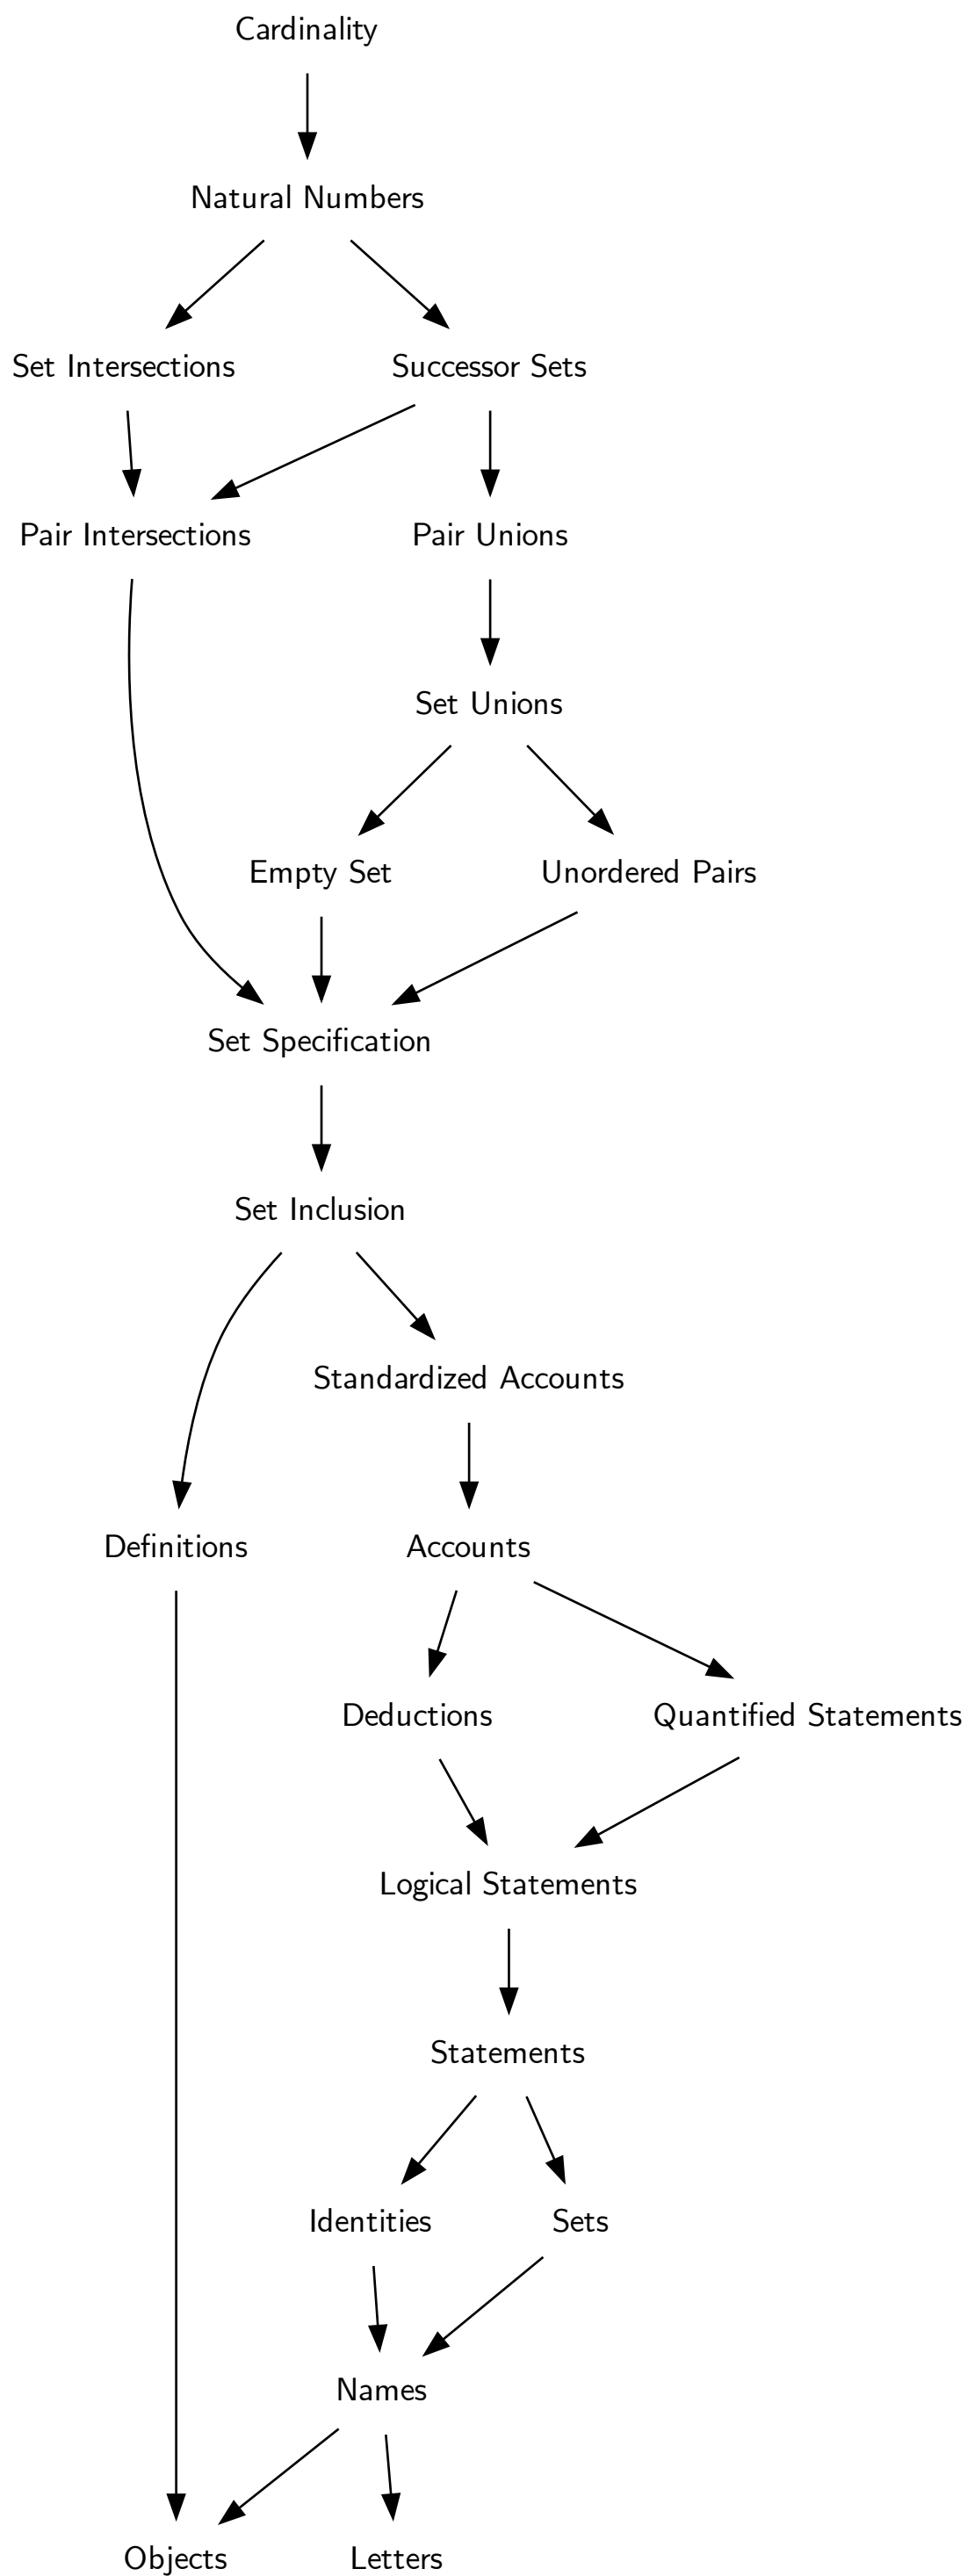 Cardinality
Natural Numbers
Set Intersections
Successor Sets
Pair Intersections
Pair Unions
Set Unions
Empty Set
Unordered Pairs
Set Specification
Set Inclusion
Standardized Accounts
Definitions
Accounts
Deductions
Quantified Statements
Logical Statements
Statements
Identities
Sets
Names
Objects
Letters